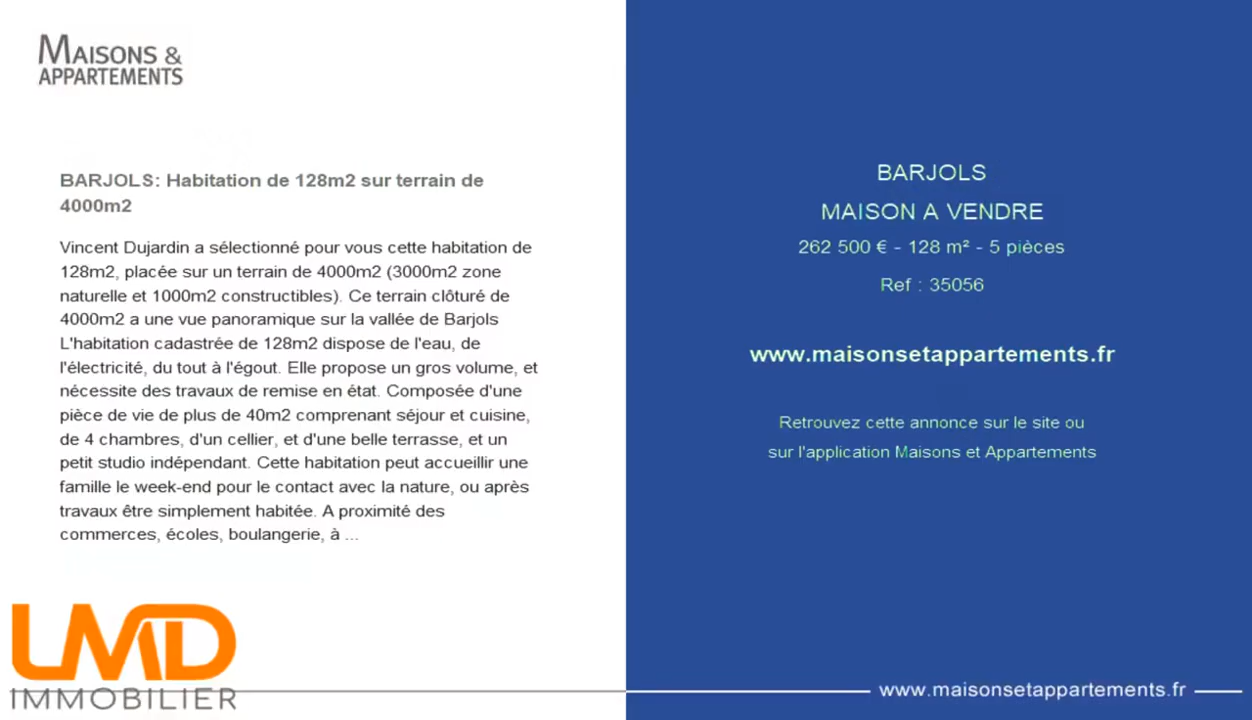 MAISONS &
APPARTEMENTS
BARJOLS: Habitation de 128m2 sur terrain de
4000m2
Vincent Dujardin a sélectionné pour vous cette habitation de
128m2, placée sur un terrain de 4000m2 (3000m2 zone
naturelle et 1000m2 constructibles). Ce terrain clôturé de
4000m2 a une vue panoramique sur la vallée de Barjols
L'habitation cadastrée de 128m2 dispose de l'eau, de
l'électricité, du tout à l'égout. Elle propose un gros volume, et
nécessite des travaux de remise en état. Composée d'une
pièce de vie de plus de 40m2 comprenant séjour et cuisine,
de 4 chambres, d'un cellier, et d'une belle terrasse, et un
petit studio indépendant. Cette habitation peut accueillir une
famille le week-end pour le contact avec la nature, ou après
travaux être simplement habitée. A proximité des
commerces, écoles, boulangerie, à ...
LMD
IMMOBILIER
BARJOLS
MAISON A VENDRE
262 500 € - 128 m² - 5 pièces
Ref : 35056
www.maisonsetappartements.fr
Retrouvez cette annonce sur le site ou
sur l'application Maisons et Appartements
www.maisonsetappartements.fr